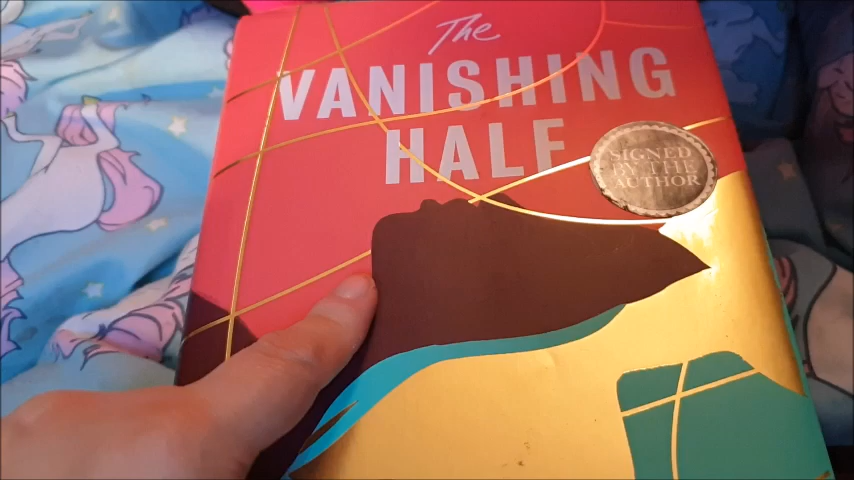 The
VANISHING
HALF
SIGNED
BY THE
AUTHOR